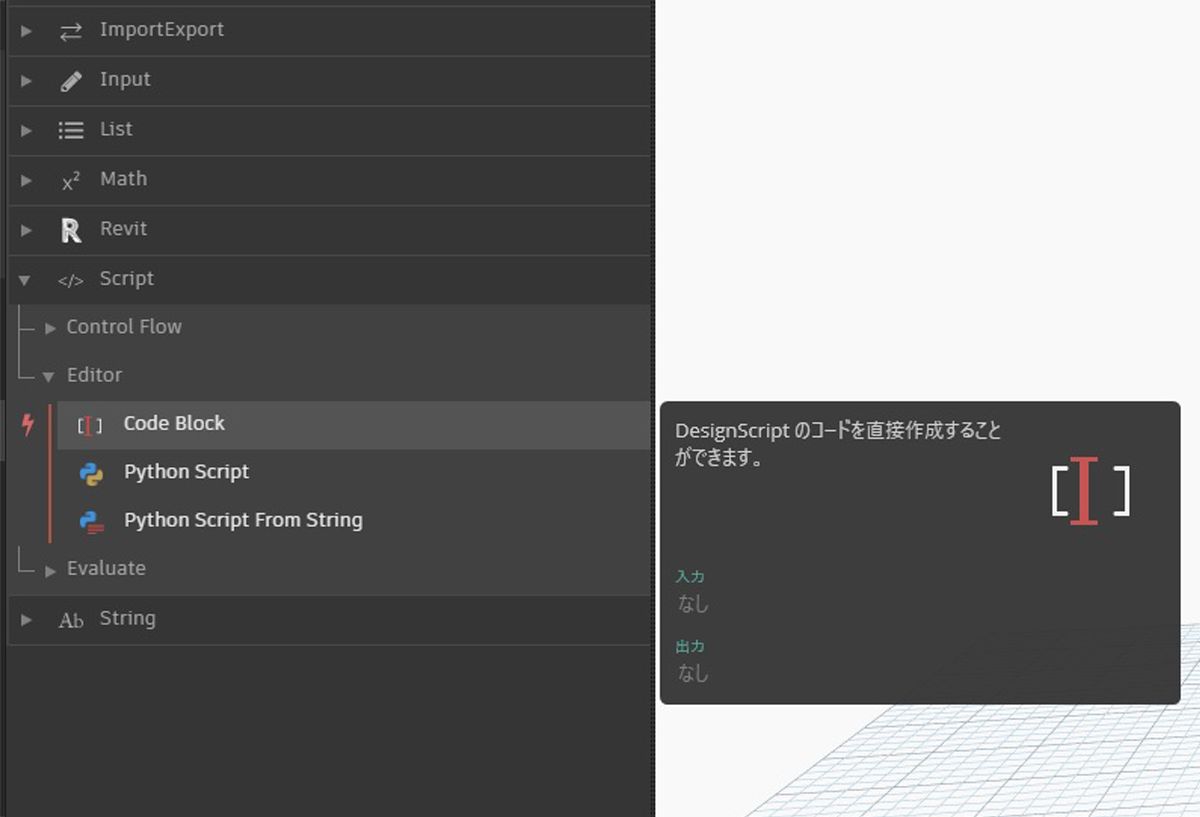 ImportExport
Input
List
x² Math
R Revit
</> Script
Control Flow
Editor
Code Block
Python Script
Python Script From String
Evaluate
Ab String
DesignScript のコードを直接作成すること
ができます。
入力
なし
出力
なし